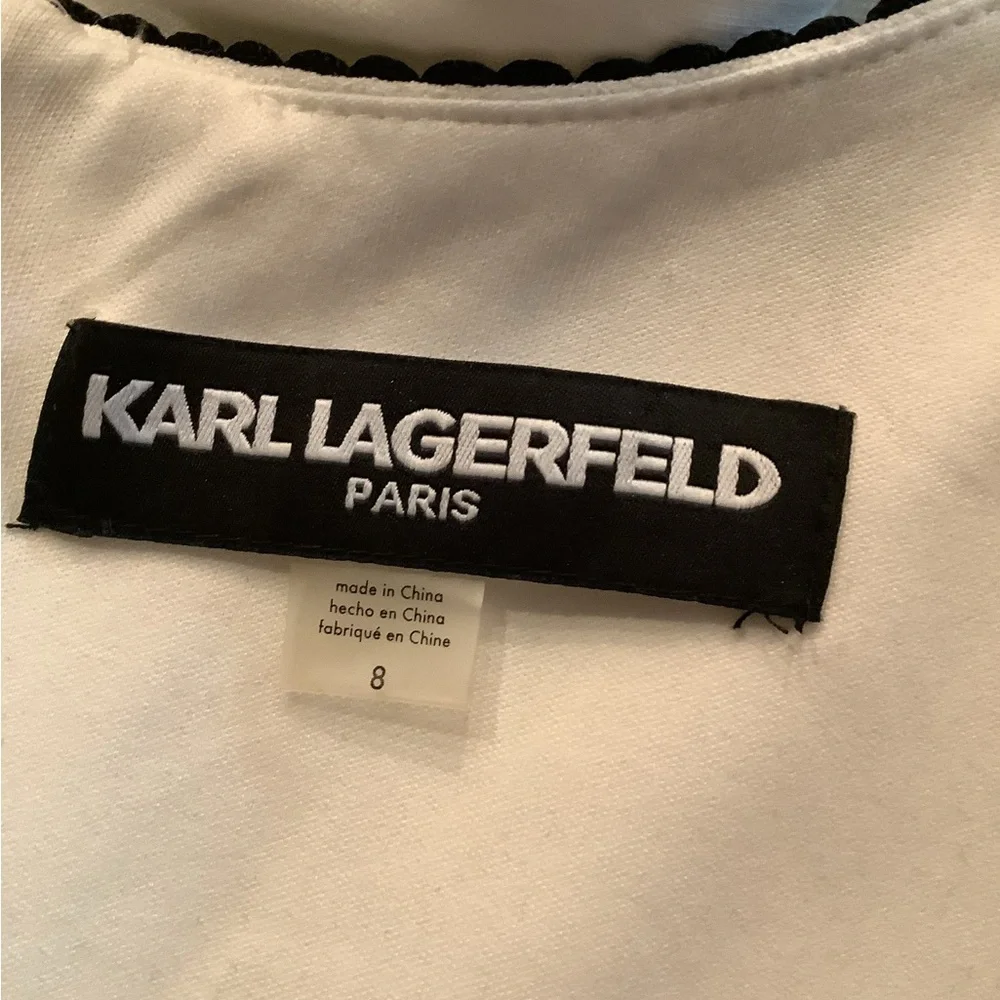 KARL LAGERFELD
PARIS
made in China
hecho en China
fabriqué en Chine
8